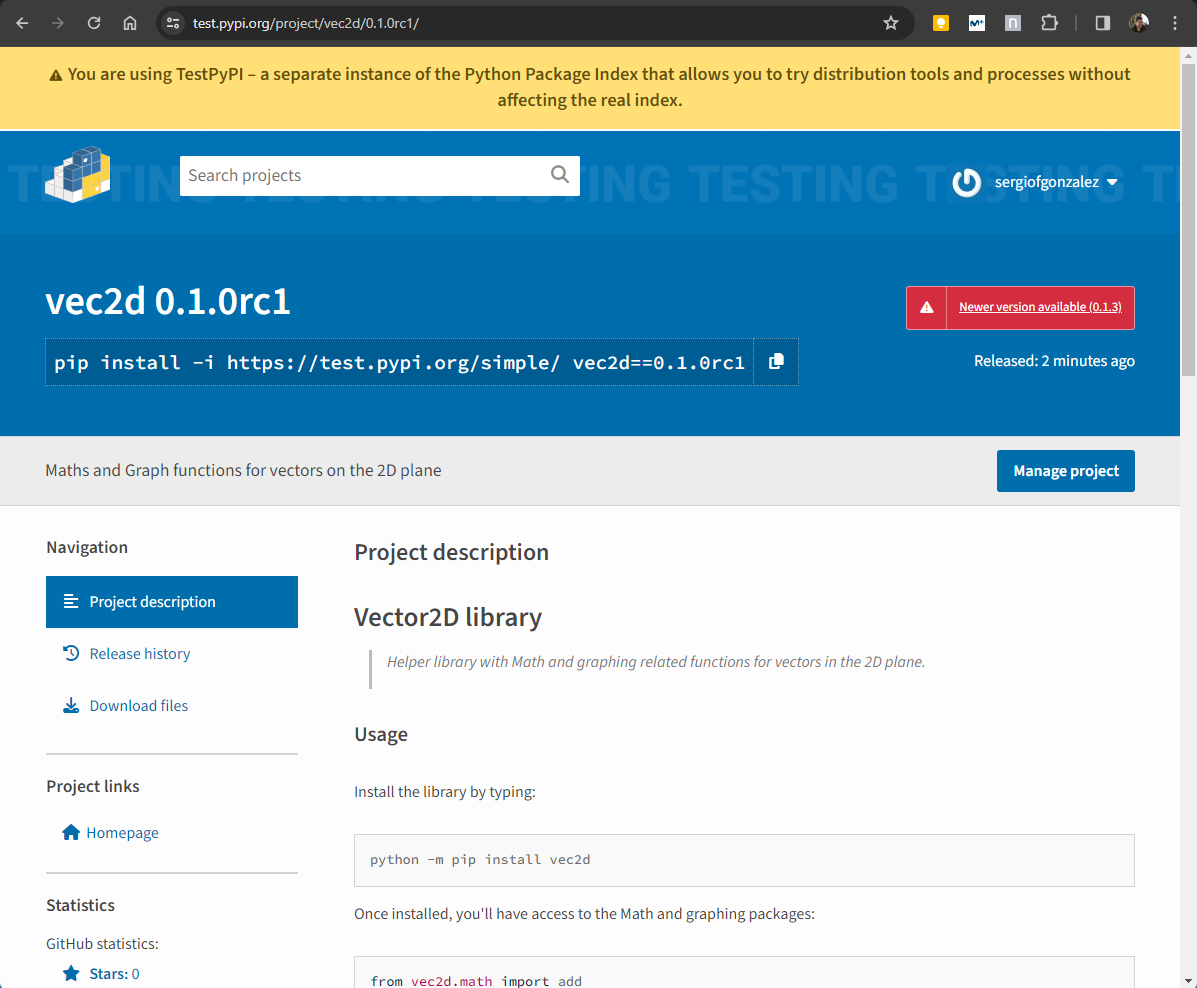 test.pypi.org/project/vec2d/0.1.0rc1/
You are using TestPyPI – a separate instance of the Python Package Index that allows you to try distribution tools and processes without
affecting the real index.
TESTING TESTING TESTING TESTING TESTING
Search projects
sergiofgonzalez
vec2d 0.1.0rc1
Newer version available (0.1.3)
pip install -i https://test.pypi.org/simple/ vec2d==0.1.0rc1
Released: 2 minutes ago
Maths and Graph functions for vectors on the 2D plane
Manage project
Navigation
Project description
Release history
Download files
Project links
Homepage
Statistics
GitHub statistics:
Stars: 0
Project description
Vector2D library
Helper library with Math and graphing related functions for vectors in the 2D plane.
Usage
Install the library by typing:
python -m pip install vec2d
Once installed, you'll have access to the Math and graphing packages:
from vec2d.math import add